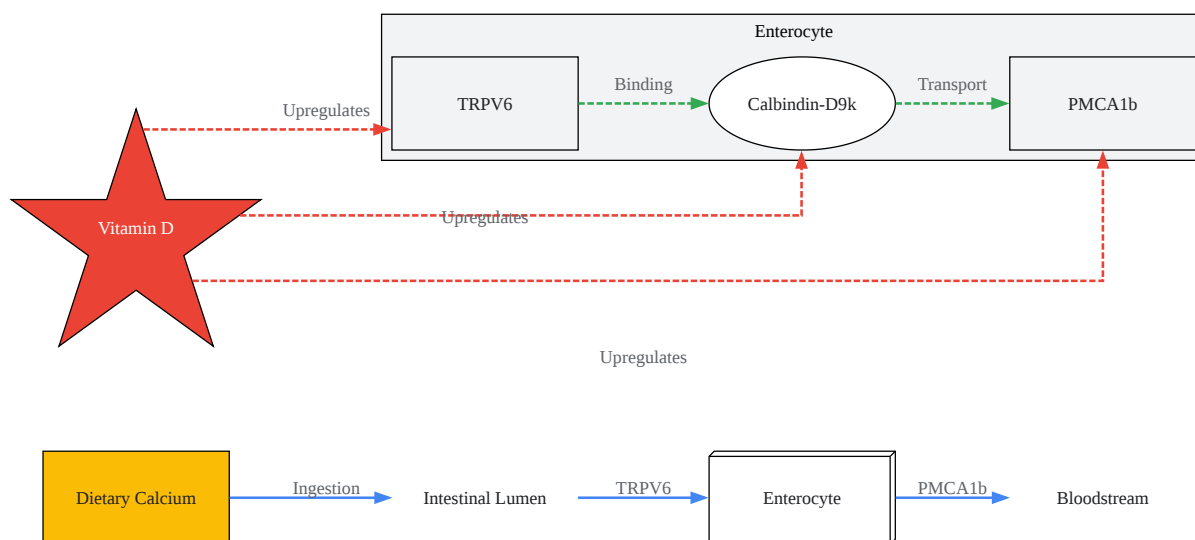 Enterocyte
Upregulates
TRPV6
Binding
Calbindin-D9k
Transport
PMCA1b
Vitamin D
Upregulates
Upregulates
Dietary Calcium
Ingestion
Intestinal Lumen
TRPV6
Enterocyte
PMCA1b
Bloodstream